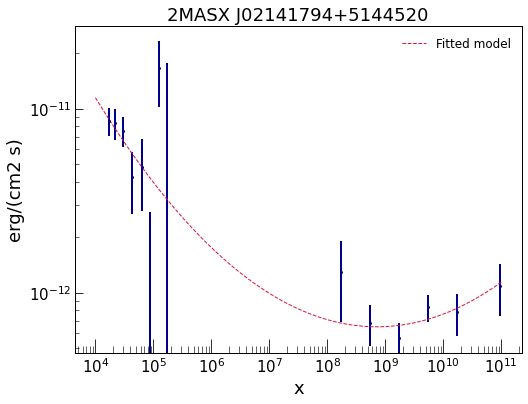 2MASX J02141794+5144520
Fitted model
erg/(cm2 s)
10⁻¹¹
10⁻¹²
10⁴ 10⁵ 10⁶ 10⁷ 10⁸ 10⁹ 10¹⁰ 10¹¹
x